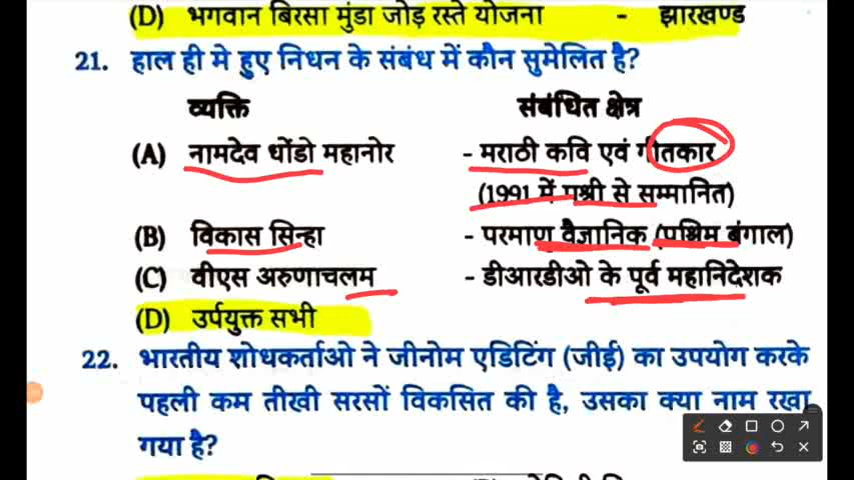 (D) भगवान बिरसा मुंडा जोड़ रस्ते योजना - झारखण्ड
21. हाल ही मे हुए निधन के संबंध में कौन सुमेलित है?
व्यक्ति संबंधित क्षेत्र
(A) नामदेव धोंडो महानोर - मराठी कवि एवं गीतकार
(1991 में पश्री से सम्मानित)
(B) विकास सिन्हा - परमाणु वैज्ञानिक (पश्चिम बंगाल)
(C) वीएस अरुणाचलम - डीआरडीओ के पूर्व महानिदेशक
(D) उर्पयुक्त सभी
22. भारतीय शोधकर्ताओ ने जीनोम एडिटिंग (जीई) का उपयोग करके
पहली कम तीखी सरसों विकसित की है, उसका क्या नाम रखा
गया है?